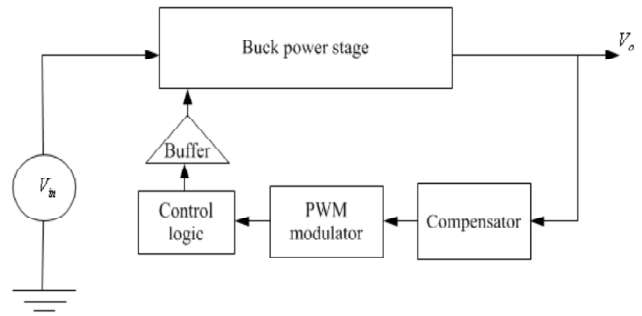 Buck power stage
V_o
V_in
Buffer
Control
logic
PWM
modulator
Compensator